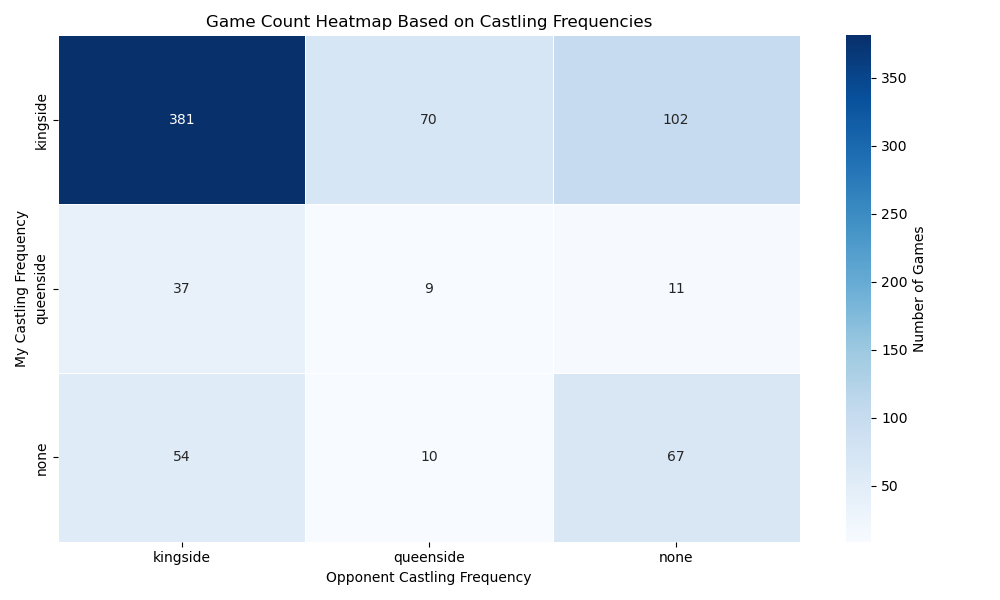 Game Count Heatmap Based on Castling Frequencies
My Castling Frequency
kingside
381
70
102
queenside
37
9
11
none
54
10
67
kingside
queenside
none
Opponent Castling Frequency
350
300
250
200
150
100
50
Number of Games